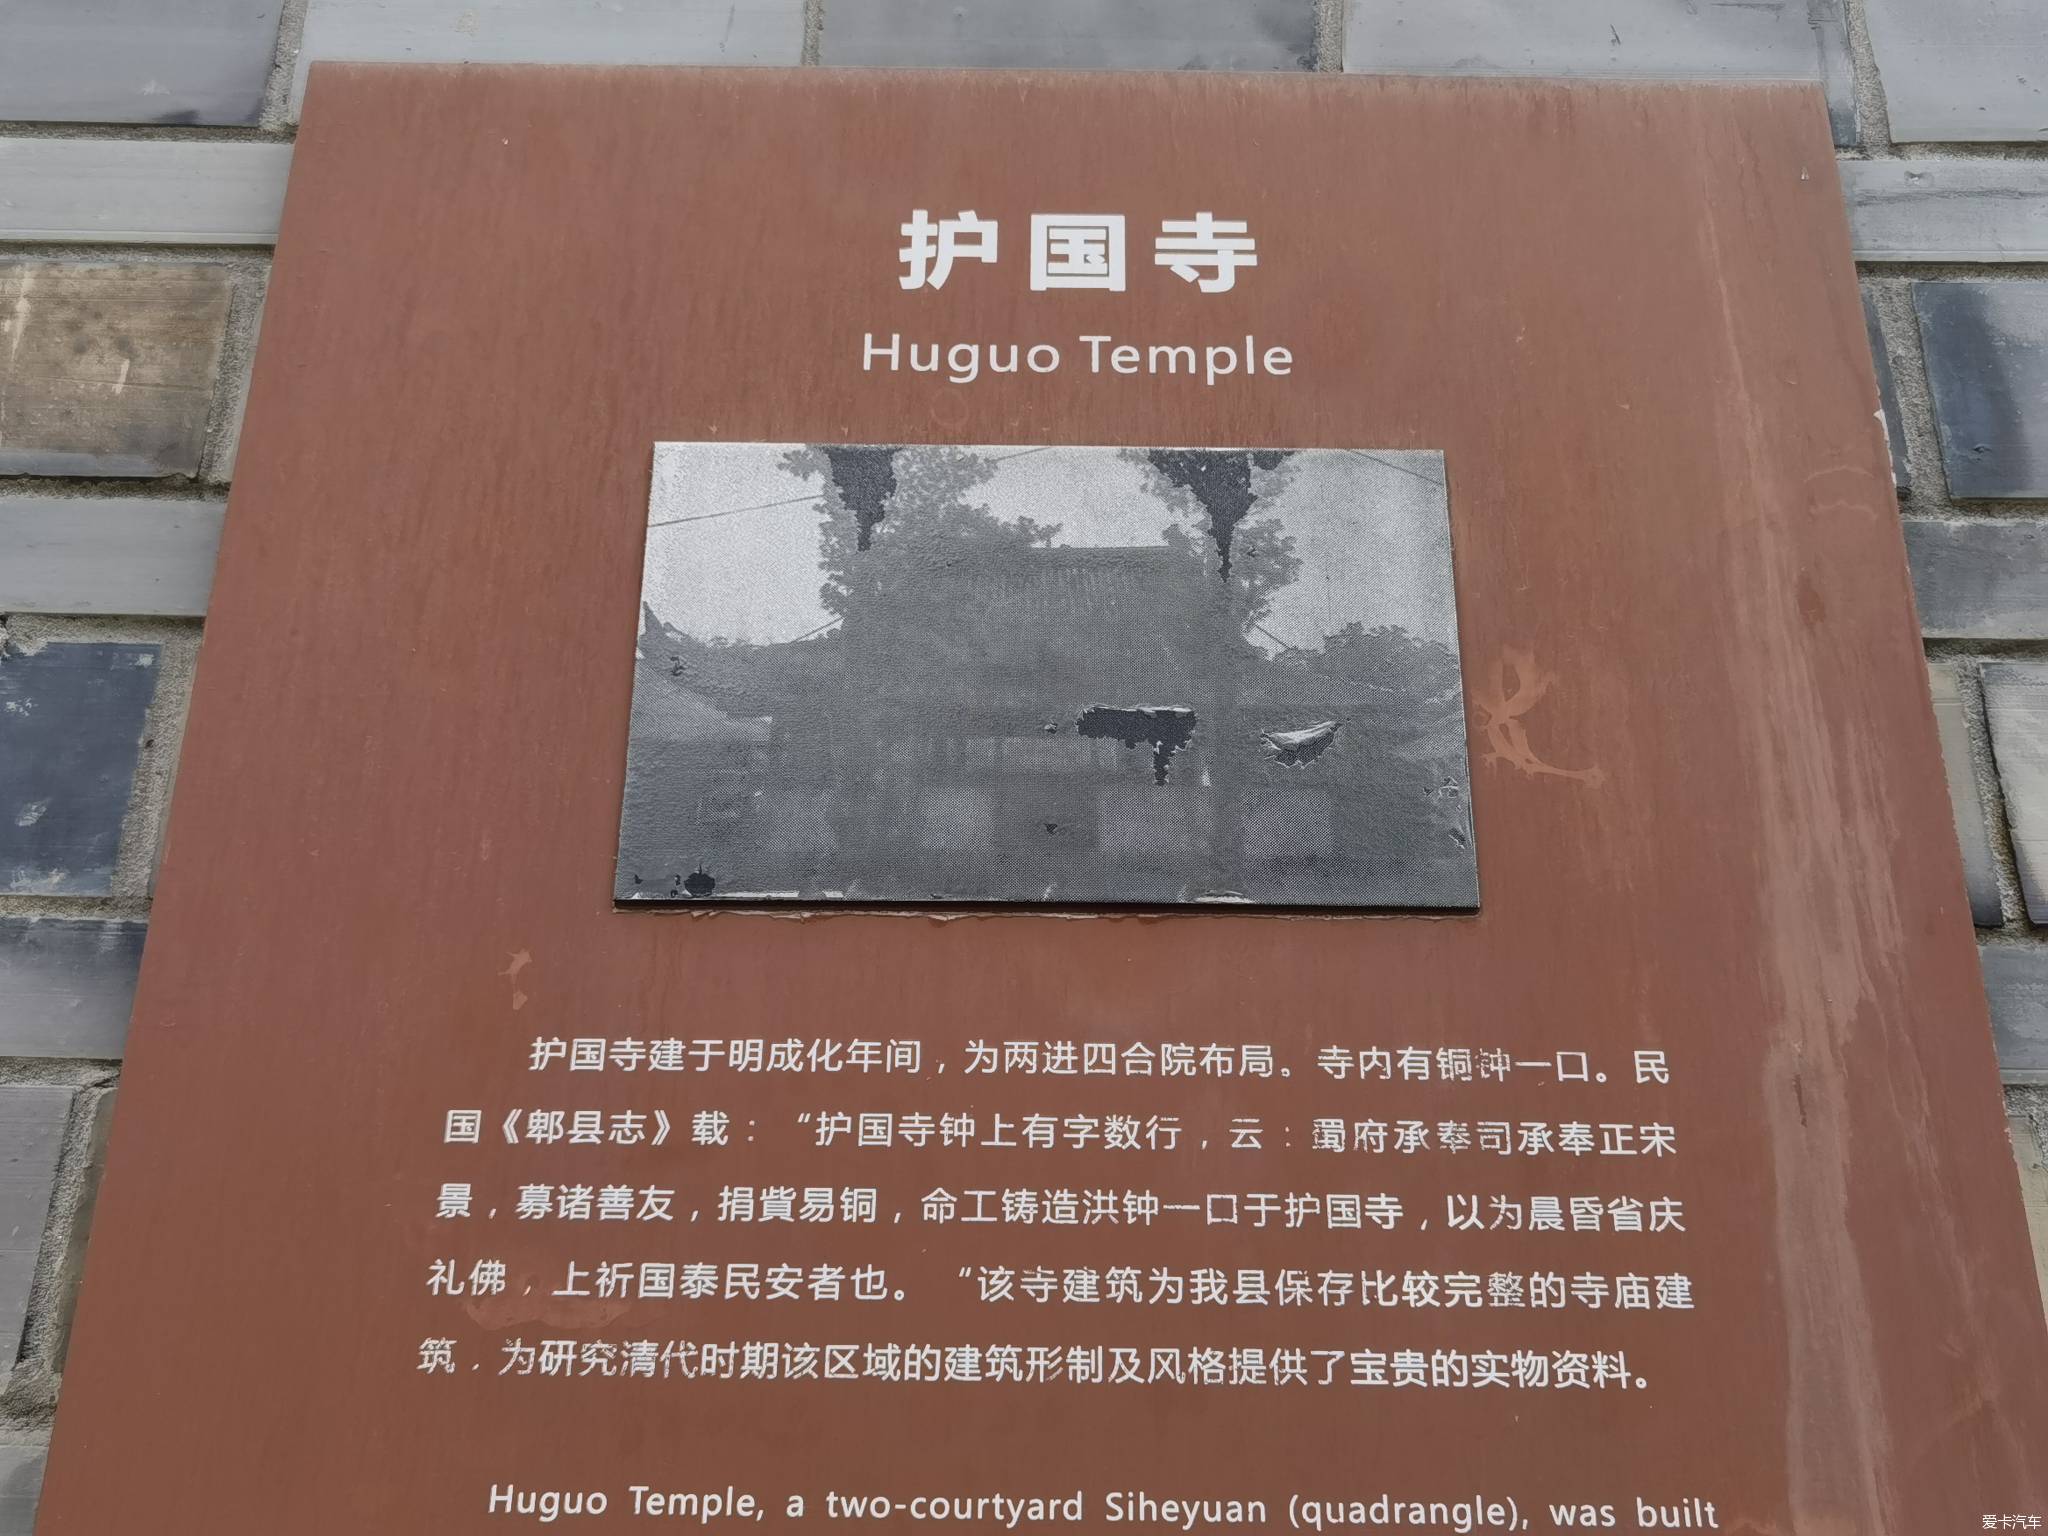 护国寺
Huguo Temple
护国寺建于明成化年间，为两进四合院布局。寺内有铜钟一口。民
国《郫县志》载：“护国寺钟上有字数行，云：蜀府承奉司承奉正宋
景，募诸善友，捐貲易铜，命工铸造洪钟一口于护国寺，以为晨昏省庆
礼佛，上祈国泰民安者也。“该寺建筑为我县保存比较完整的寺庙建
筑，为研究清代时期该区域的建筑形制及风格提供了宝贵的实物资料。
Huguo Temple, a two-courtyard Siheyuan (quadrangle), was built
爱卡汽车